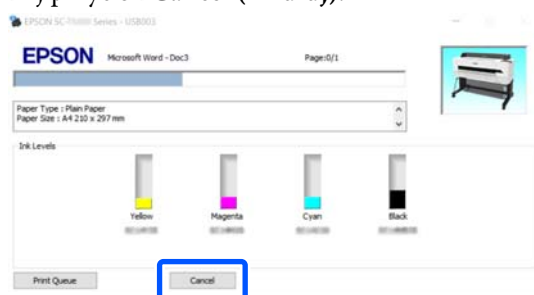 EPSON SC- Series - USB003
EPSON Microsoft Word - Doc3 Page:0/1
Paper Type : Plain Paper
Paper Size : A4 210 x 297 mm
Ink Levels
Yellow Magenta Cyan Black
Print Queue Cancel